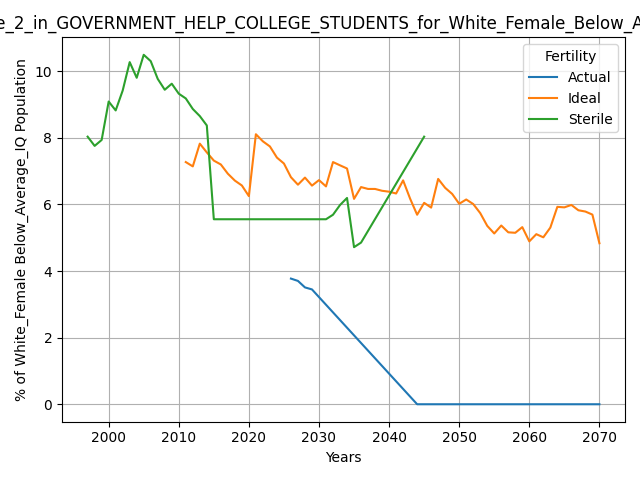 e_2_in_GOVERNMENT_HELP_COLLEGE_STUDENTS_for_White_Female_Below_A
Fertility
Actual
Ideal
Sterile
% of White_Female Below_Average_IQ Population
10
8
6
4
2
0
2000 2010 2020 2030 2040 2050 2060 2070
Years